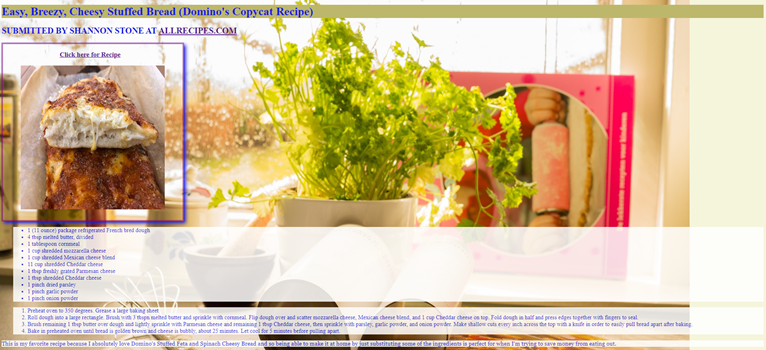 Easy, Breezy, Cheesy Stuffed Bread (Domino's Copycat Recipe)
SUBMITTED BY SHANNON STONE AT ALLRECIPES.COM
Click here for Recipe
1 (11 ounce) package refrigerated French bred dough
4 tbsp melted butter, divided
1 tablespoon cornmeal
1 cup shredded mozzarella cheese
1 cup shredded Mexican cheese blend
11 cup shredded Cheddar cheese
1 tbsp freshly grated Parmesan cheese
1 tbsp shredded Cheddar cheese
1 pinch dried parsley
1 pinch garlic powder
1 pinch onion powder
1. Preheat oven to 350 degrees. Grease a large baking sheet
2. Roll dough into a large rectangle. Brush with 3 tbsps melted butter and sprinkle with cornmeal. Flip dough over and scatter mozzarella cheese, Mexican cheese blend, and 1 cup Cheddar cheese on top. Fold dough in half and press edges together with fingers to seal.
3. Brush remaining 1 tbsp butter over dough and lightly sprinkle with Parmesan cheese and remaining 1 tbsp Cheddar cheese, then sprinkle with parsley, garlic powder, and onion powder. Make shallow cuts every inch across the top with a knife in order to easily pull bread apart after baking.
4. Bake in preheated oven until bread is golden brown and cheese is bubbly, about 25 minutes. Let cool for 5 minutes before pulling apart
This is my favorite recipe because I absolutely love Domino's Stuffed Feta and Spinach Cheesy Bread and so being able to make it at home by just substituting some of the ingredients is perfect for when I'm trying to save money from eating out.